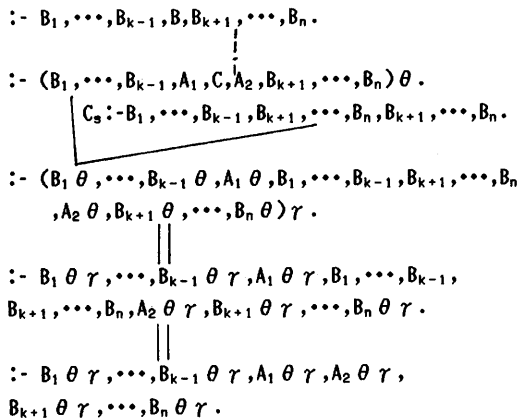 :- B₁,•••,Bₖ₋₁,B,Bₖ₊₁,•••,Bₙ.
:- (B₁,•••,Bₖ₋₁,A₁,C,A₂,Bₖ₊₁,•••,Bₙ)θ.
Cₛ:-B₁,•••,Bₖ₋₁,Bₖ₊₁,•••,Bₙ,Bₖ₊₁,•••,Bₙ.
:- (B₁θ,•••,Bₖ₋₁θ,A₁θ,B₁,•••,Bₖ₋₁,Bₖ₊₁,•••,Bₙ
,A₂θ,Bₖ₊₁θ,•••,Bₙθ)γ.
:- B₁θγ,•••,Bₖ₋₁θγ,A₁θγ,B₁,•••,Bₖ₋₁,
Bₖ₊₁,•••,Bₙ,A₂θγ,Bₖ₊₁θγ,•••,Bₙθγ.
:- B₁θγ,•••,Bₖ₋₁θγ,A₁θγ,A₂θγ,
Bₖ₊₁θγ,•••,Bₙθγ.